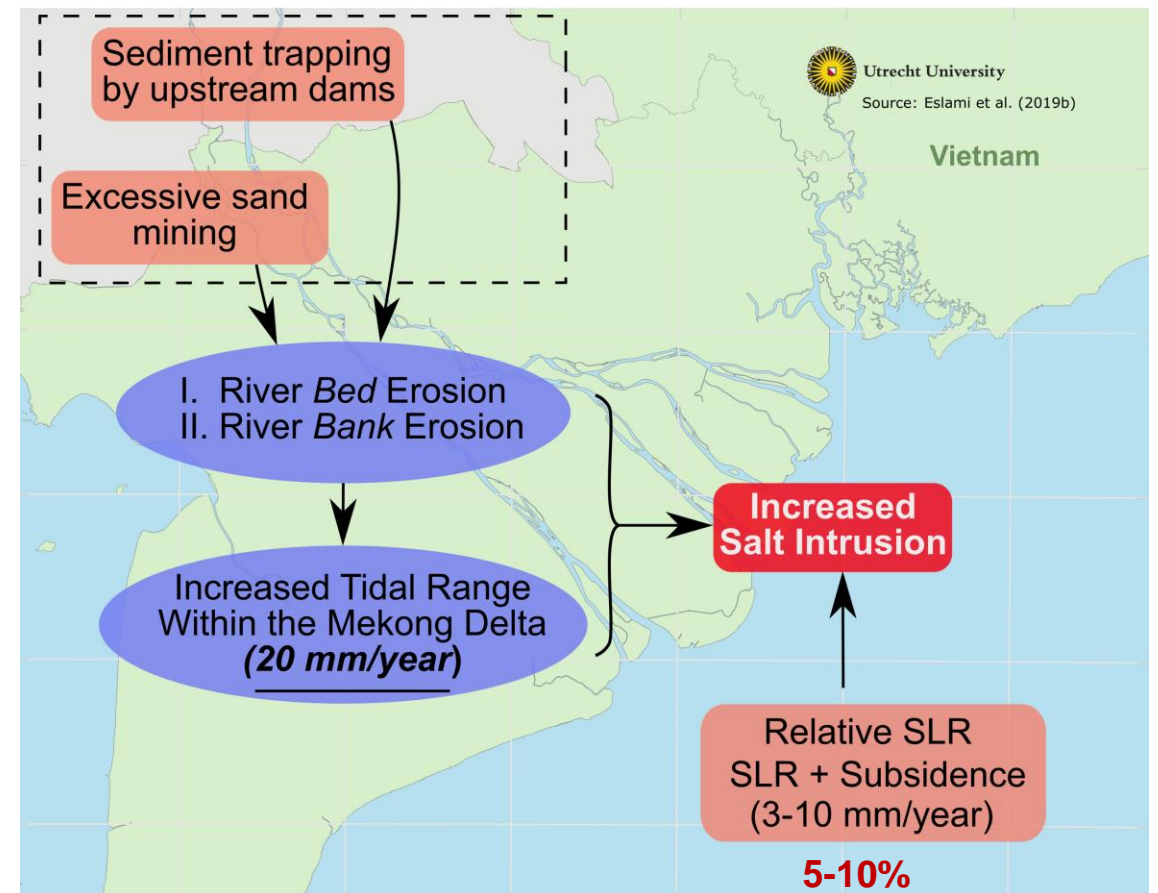 Sediment trapping
by upstream dams
Utrecht University
Source: Eslami et al. (2019b)
Vietnam
Excessive sand
mining
I. River Bed Erosion
II. River Bank Erosion
Increased Tidal Range
Within the Mekong Delta
(20 mm/year)
Increased
Salt Intrusion
Relative SLR
SLR + Subsidence
(3-10 mm/year)
5-10%